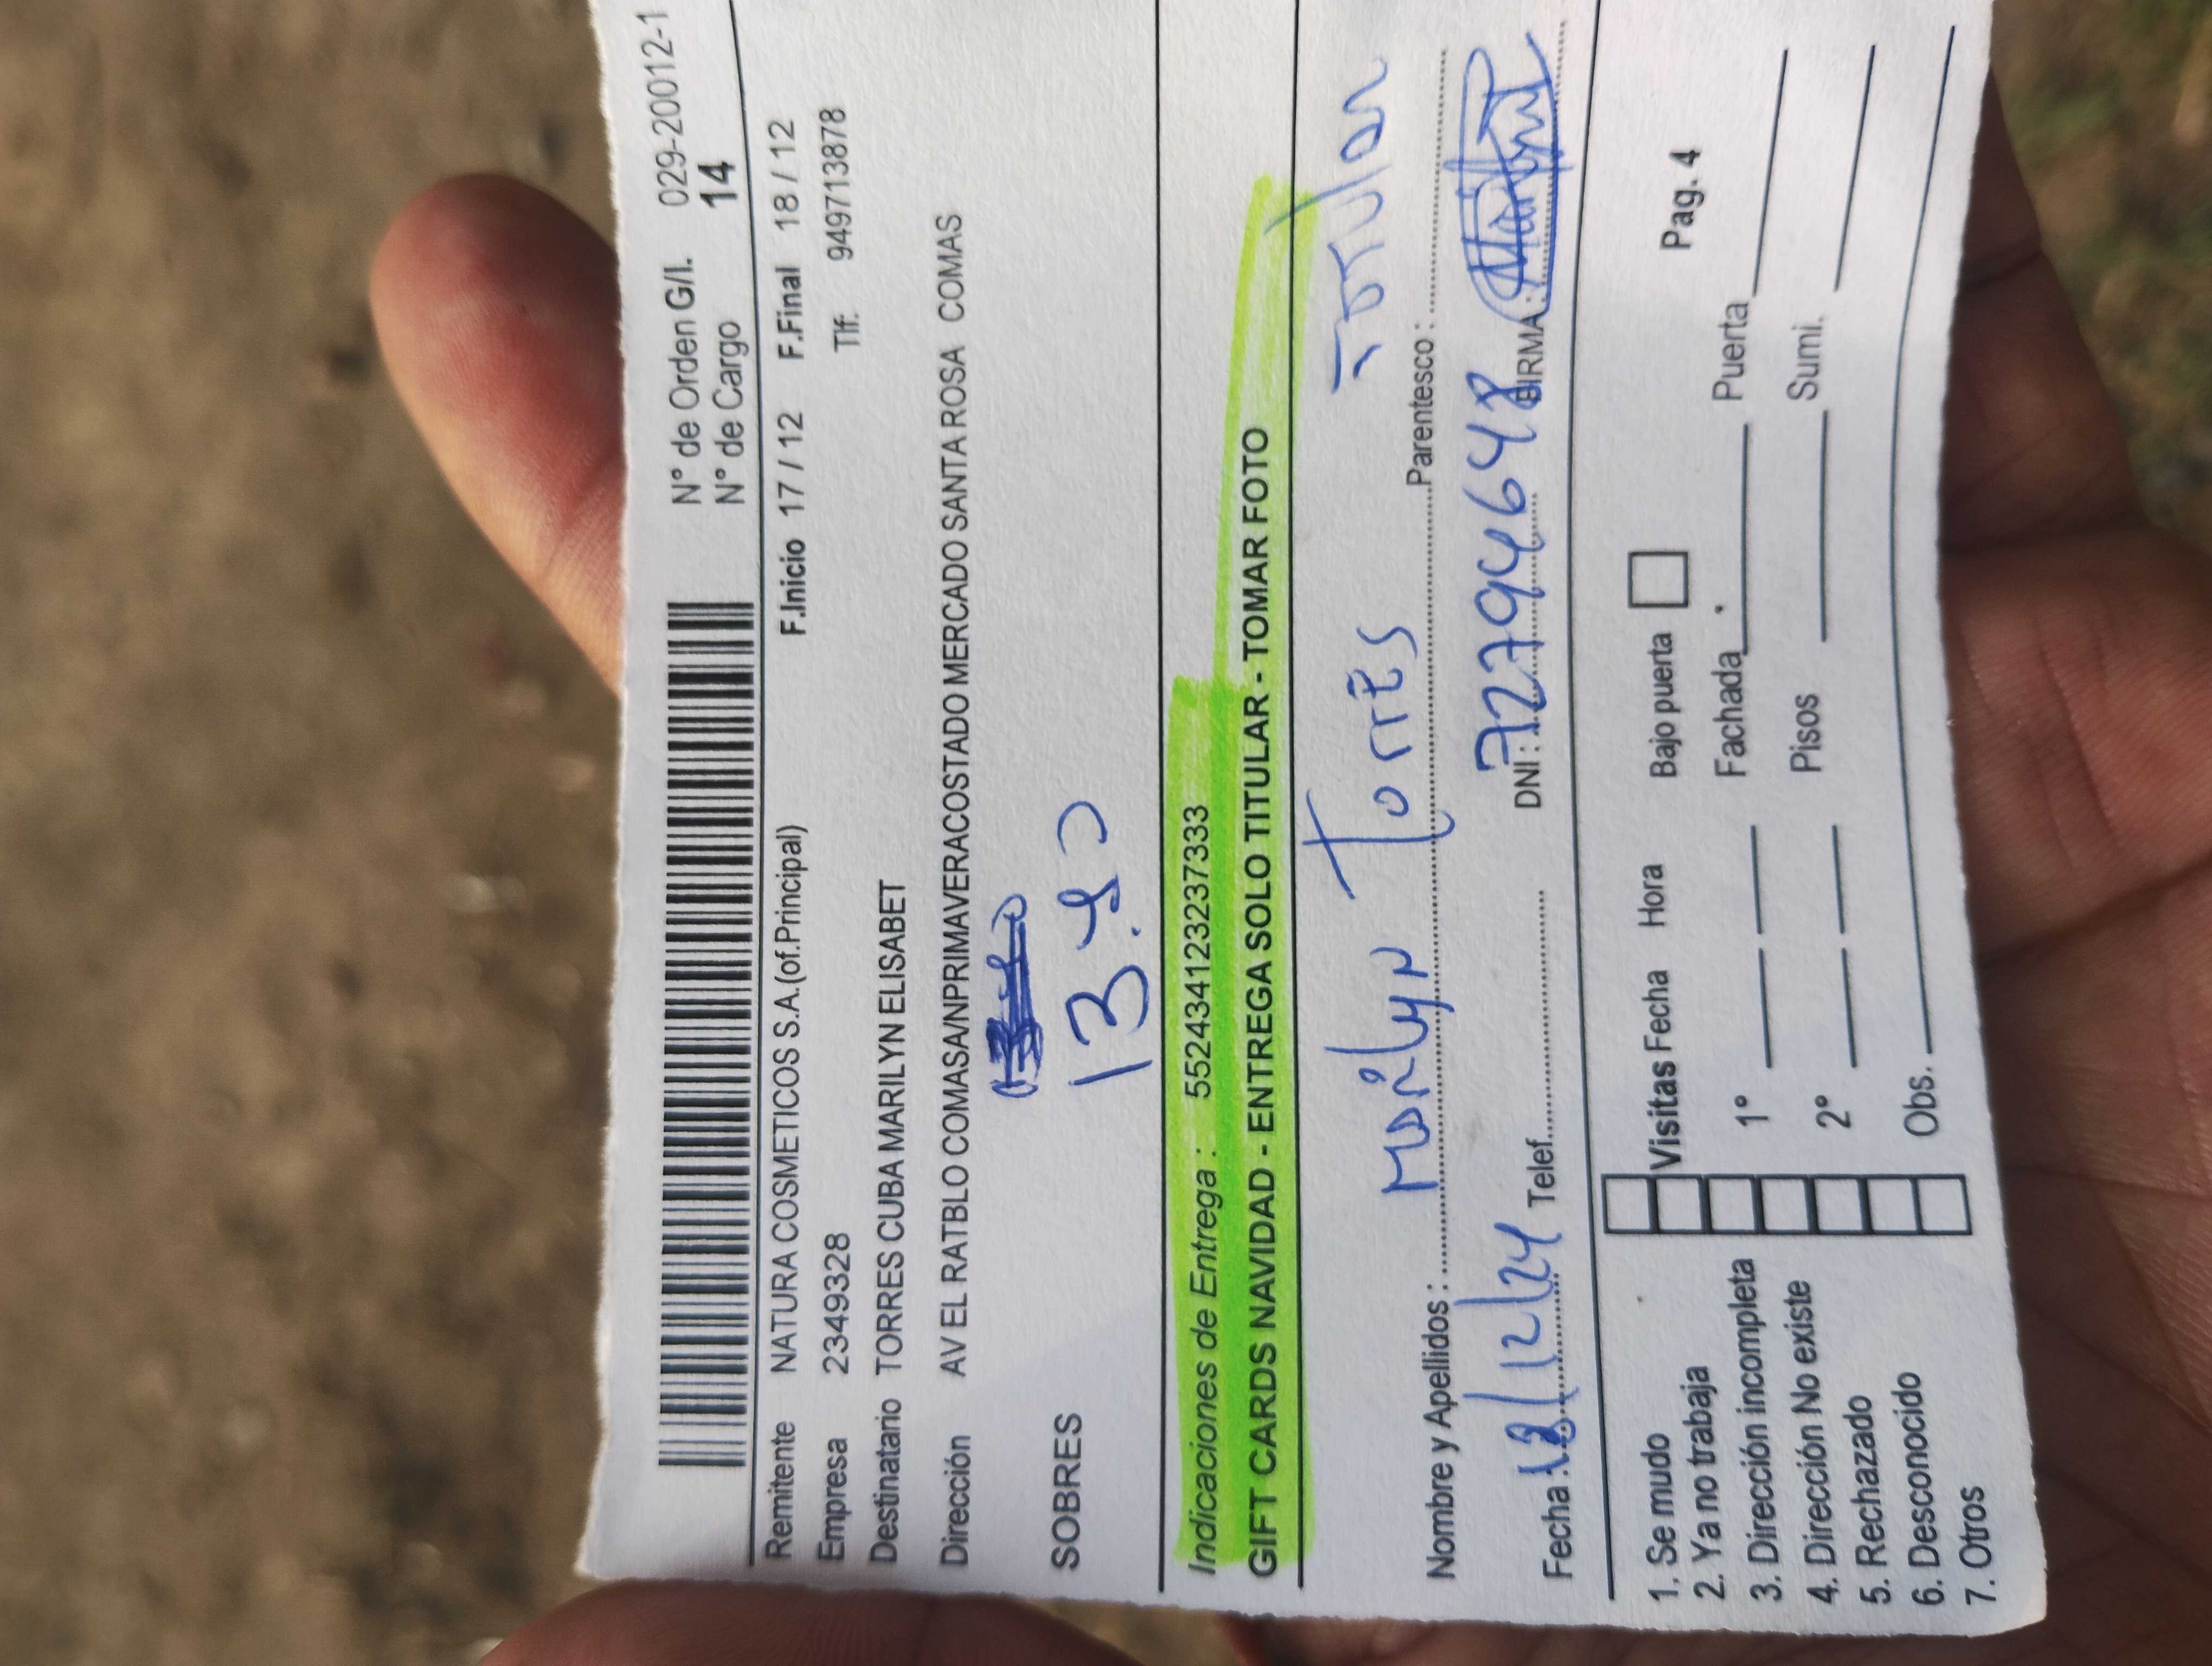 N° de Orden G/I. 029-20012-1
N° de Cargo 14
Remitente NATURA COSMETICOS S.A.(of.Principal) F.Inicio 17 / 12 F.Final 18 / 12
Empresa 2349328 Tlf: 949713878
Destinatario TORRES CUBA MARILYN ELISABET
Dirección AV EL RATBLO COMASA/NPRIMAVERACOSTADO MERCADO SANTA ROSA COMAS
SOBRES
Indicaciones de Entrega : 5524341232237333
GIFT CARDS NAVIDAD - ENTREGA SOLO TITULAR - TOMAR FOTO
Nombre y Apellidos : Marilyn Torres Parentesco : Titular
Fecha : 18/12/24 Telef. DNI : 72794648 FIRMA :
1. Se mudo Visitas Fecha Hora Bajo puerta Pag. 4
2. Ya no trabaja
3. Dirección incompleta 1° Fachada Puerta
4. Dirección No existe 2° Pisos Sumi.
5. Rechazado
6. Desconocido Obs.
7. Otros